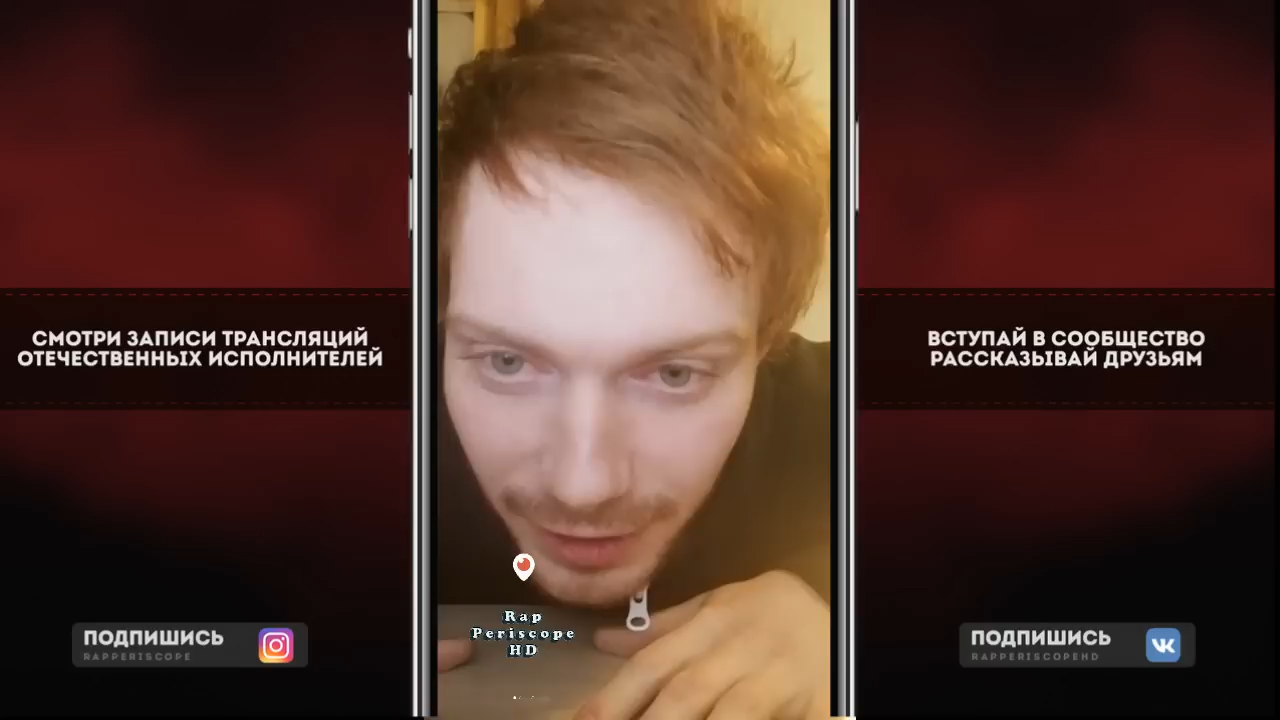 СМОТРИ ЗАПИСИ ТРАНСЛЯЦИЙ
ОТЕЧЕСТВЕННЫХ ИСПОЛНИТЕЛЕЙ
ВСТУПАЙ В СООБЩЕСТВО
РАССКАЗЫВАЙ ДРУЗЬЯМ
Rap
Periscope
HD
ПОДПИШИСЬ
RAPPERISCOPE
ПОДПИШИСЬ
RAPPERISCOPEHD